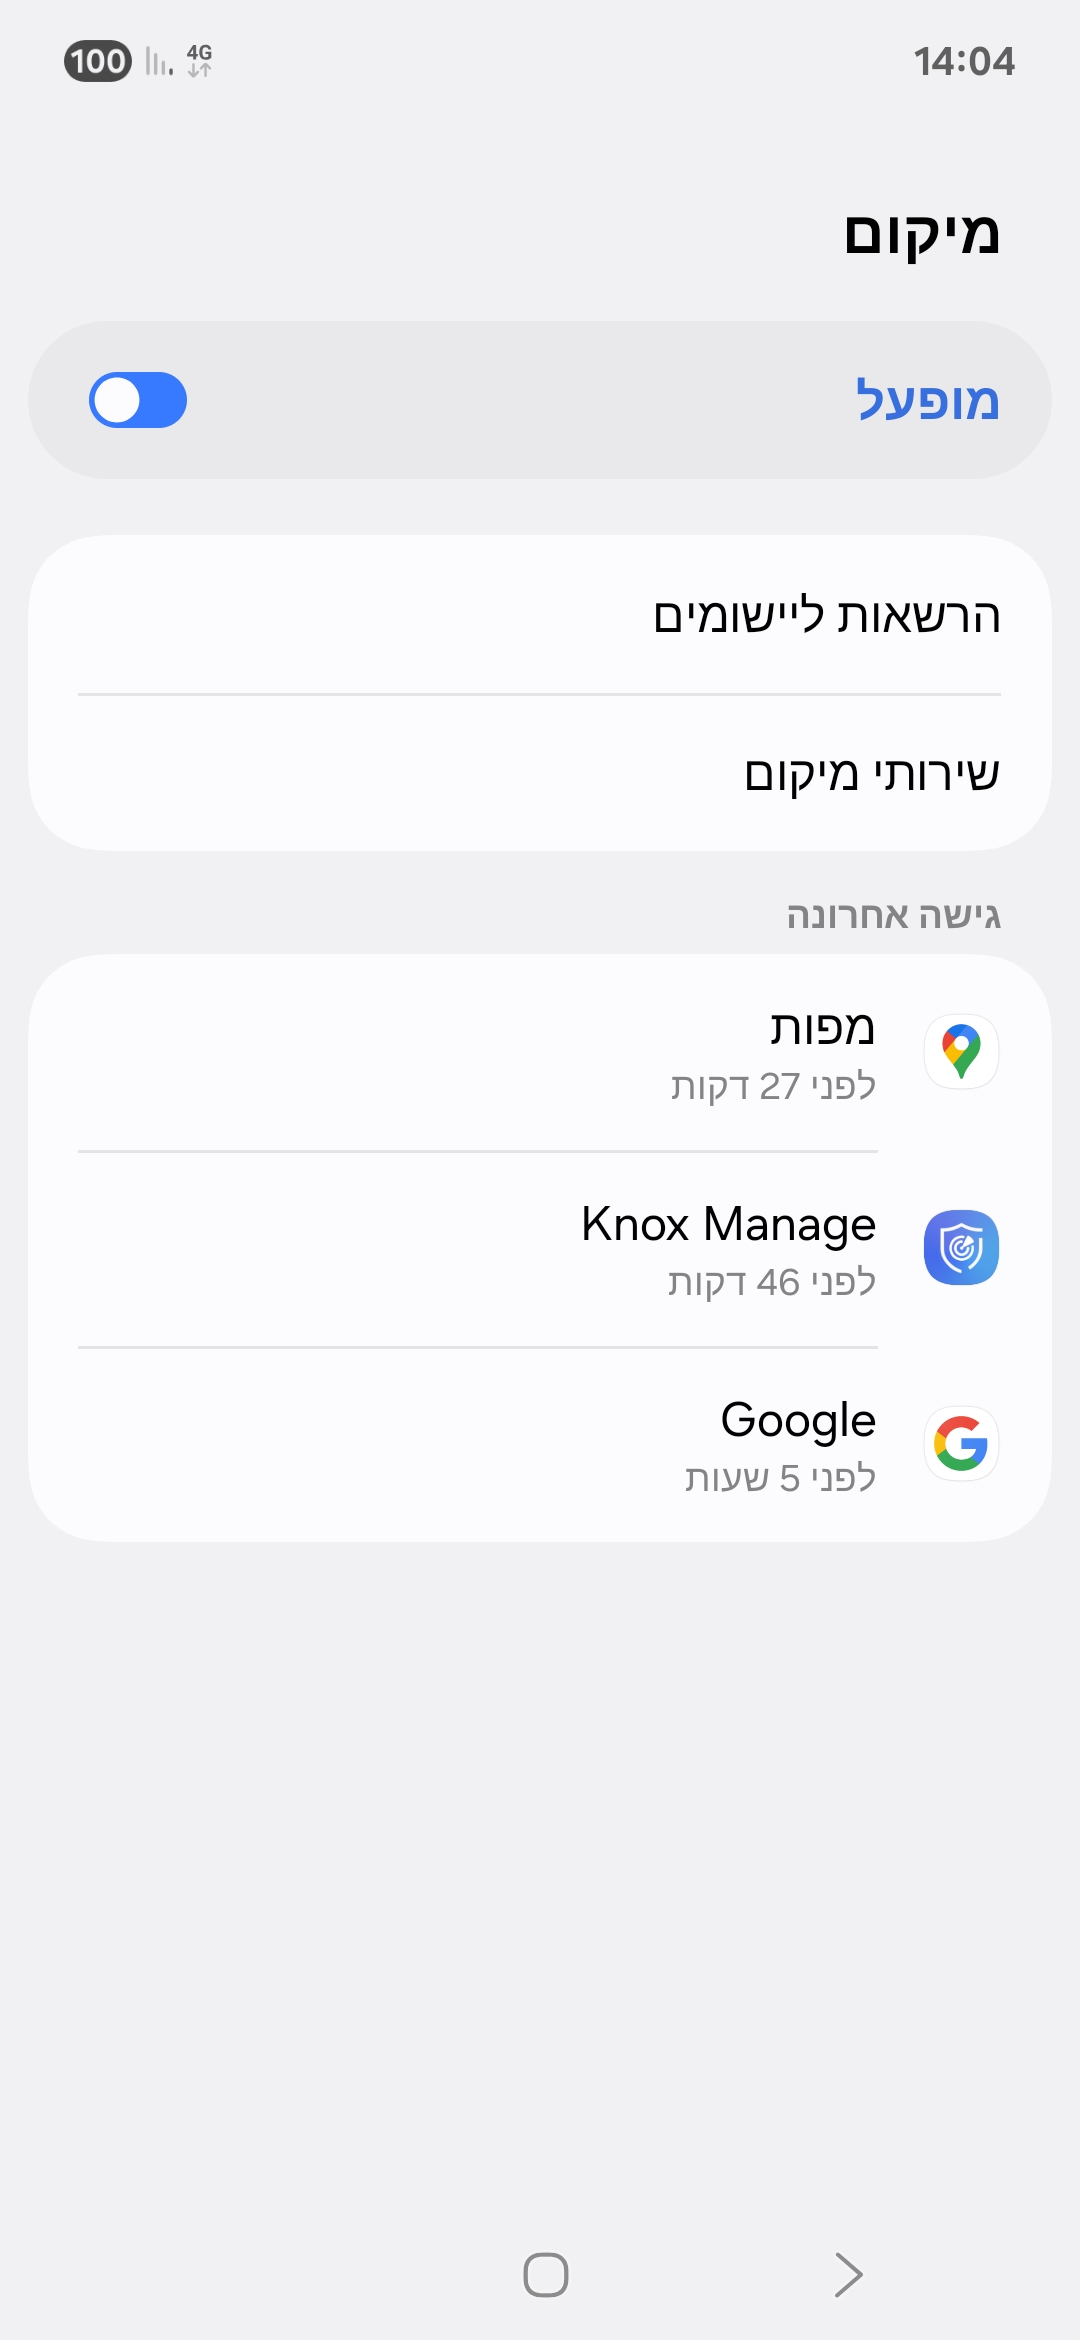 100 4G 14:04
מיקום
מופעל
הרשאות ליישומים
שירותי מיקום
גישה אחרונה
מפות
לפני 27 דקות
Knox Manage
לפני 46 דקות
Google
לפני 5 שעות